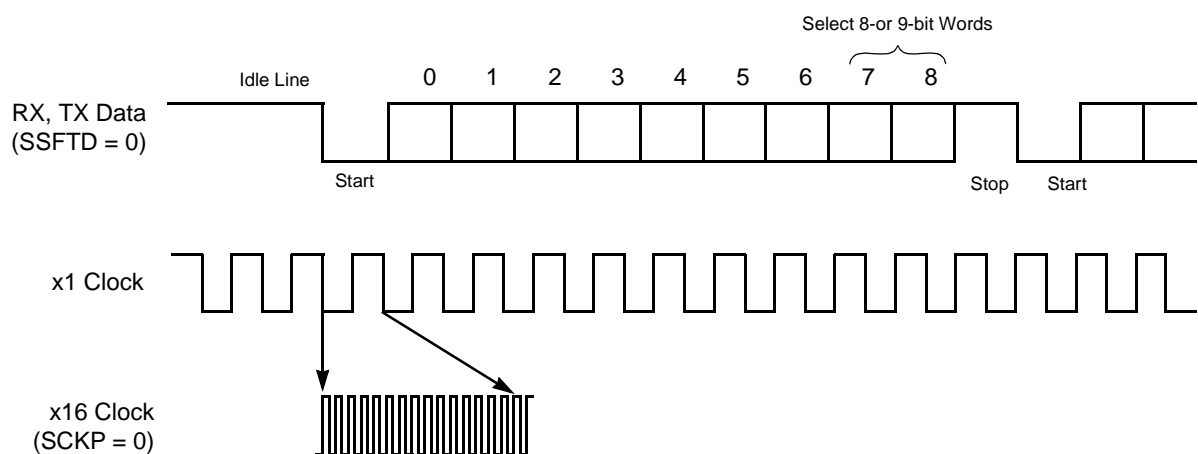 Select 8-or 9-bit Words
Idle Line
0 1 2 3 4 5 6 7 8
RX, TX Data
(SSFTD = 0)
Start
Stop
Start
x1 Clock
x16 Clock
(SCKP = 0)